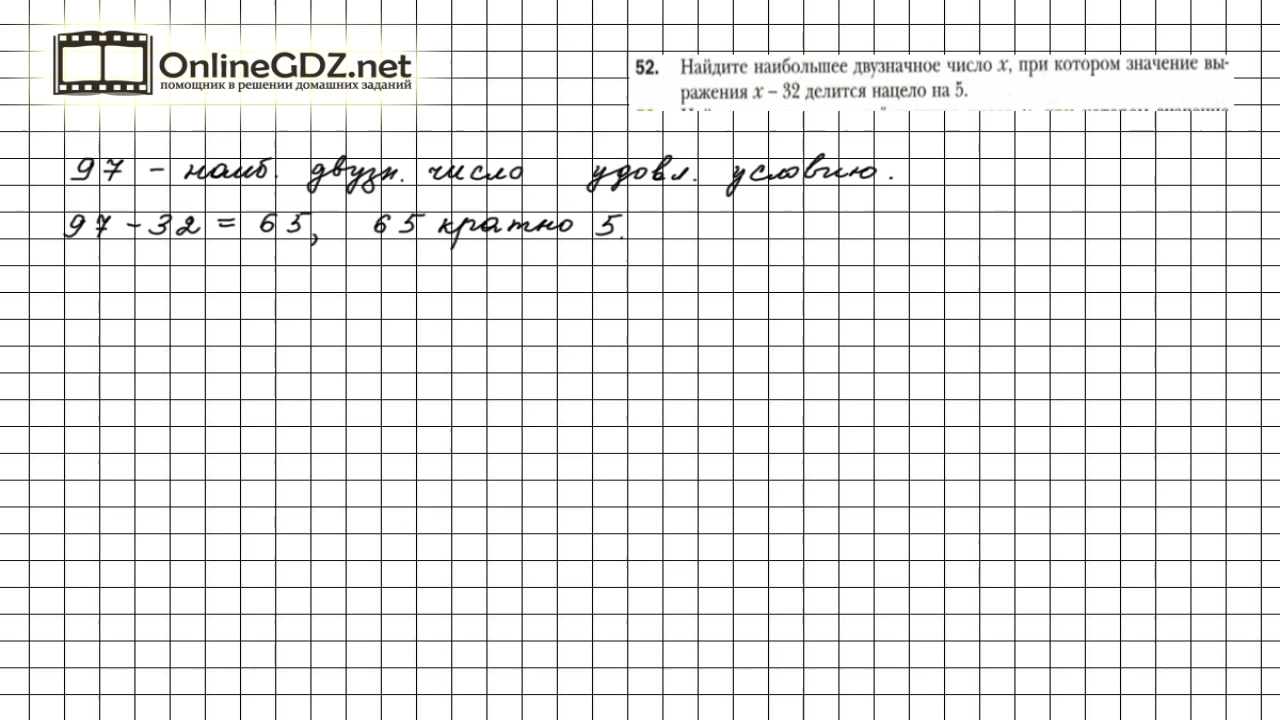 OnlineGDZ.net
помощник в решении домашних заданий
52. Найдите наибольшее двузначное число x, при котором значение вы-
ражения x – 32 делится нацело на 5.
97 - наиб. двузн. число удовл. условию.
97 - 32 = 65, 65 кратно 5.